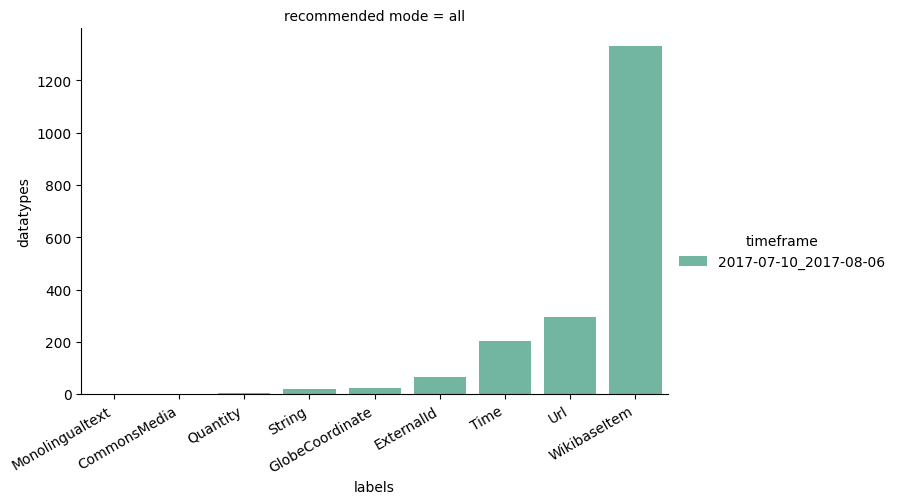 recommended mode = all
1200
1000
800
600
400
200
0
datatypes
Monolingualtext
CommonsMedia
Quantity
String
GlobeCoordinate
ExternalId
Time
Url
WikibaseItem
labels
timeframe
2017-07-10_2017-08-06